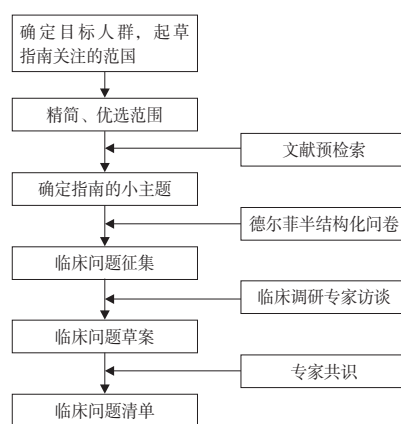 确定目标人群，起草
指南关注的范国
精简、优选范围
文献预检索
确定指南的小主题
德尔菲半结构化问卷
临床问题征集
临床调研专家访谈
临床问题草案
专家共识
临床问题清单